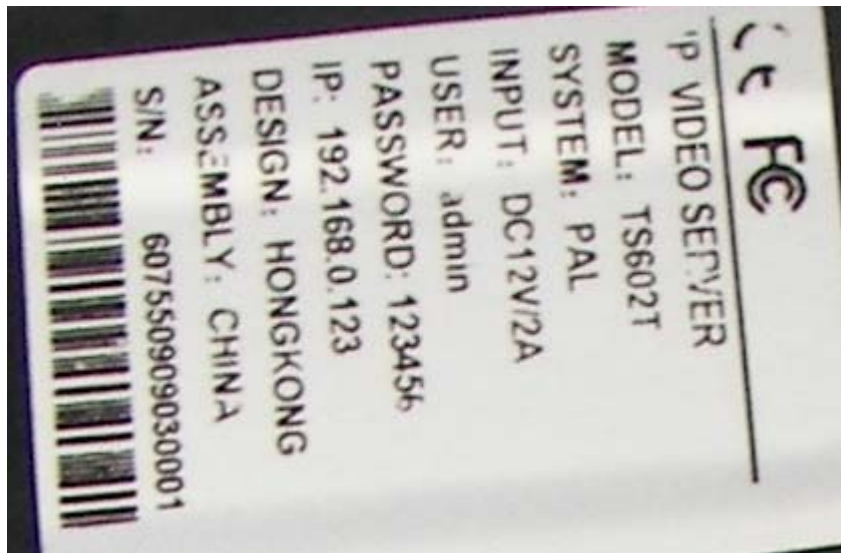 CE FC
IP VIDEO SERVER
MODEL: TS602T
SYSTEM: PAL
INPUT: DC12V/2A
USER: admin
PASSWORD: 123456
IP: 192.168.0.123
DESIGN: HONGKONG
ASSEMBLY: CHINA
S/N: 607550909030001